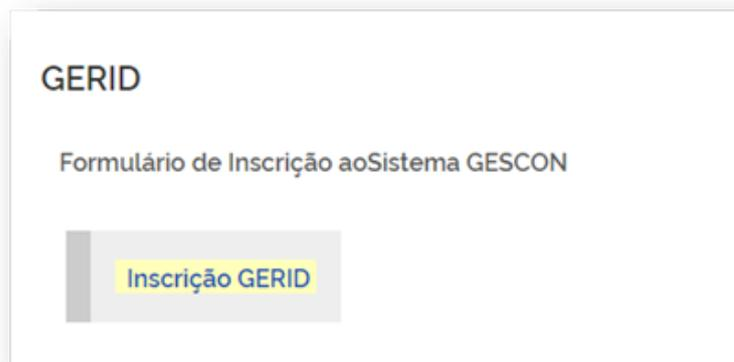 GERID
Formulário de Inscrição aoSistema GESCON
Inscrição GERID